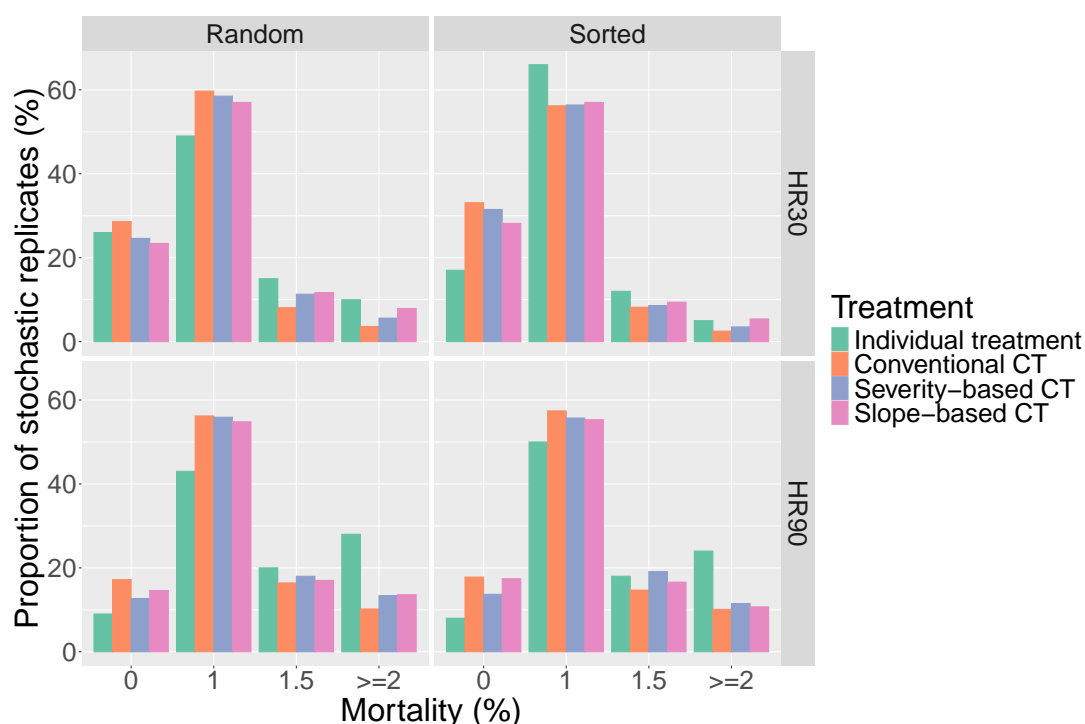 Random
Sorted
Proportion of stochastic replicates (%)
60
40
20
0
HR30
60
40
20
0
HR90
0
1
1.5
>=2
0
1
1.5
>=2
Mortality (%)
Treatment
Individual treatment
Conventional CT
Severity−based CT
Slope−based CT